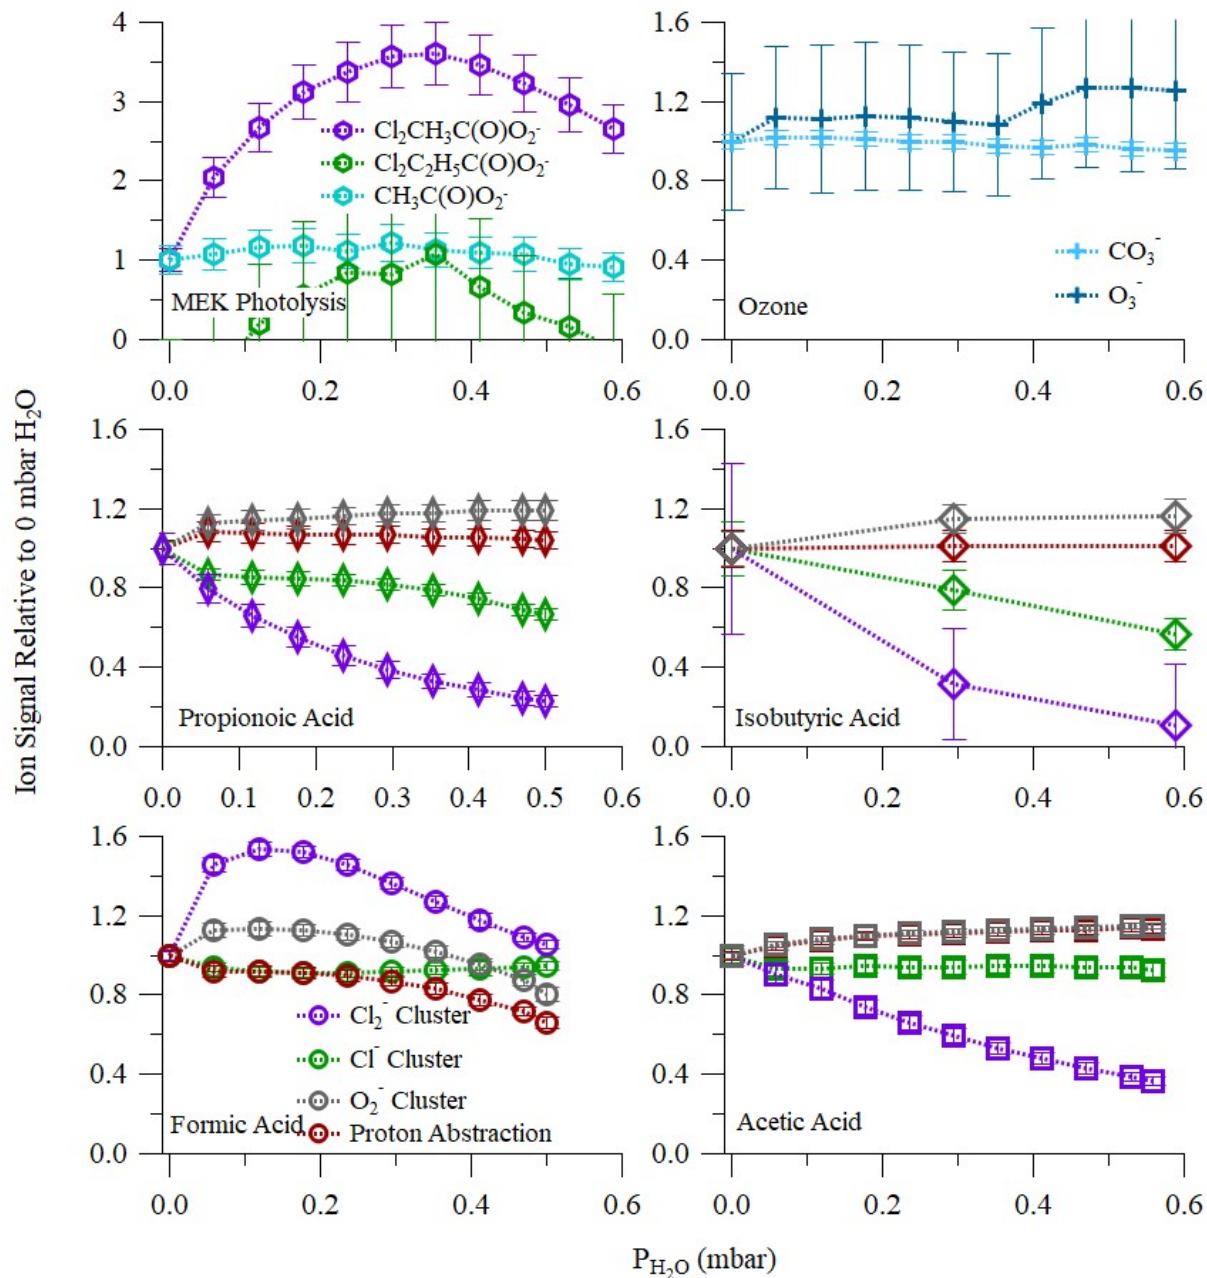 Ion Signal Relative to 0 mbar H₂O
4
3
2
1
0
Cl₂CH₃C(O)O₂⁻
Cl₂C₂H₅C(O)O₂⁻
CH₃C(O)O₂⁻
MEK Photolysis
0.0 0.2 0.4 0.6
1.6
1.2
0.8
0.4
0.0
CO₃⁻
O₃⁻
Ozone
0.0 0.2 0.4 0.6
1.6
1.2
0.8
0.4
0.0
Propionoic Acid
0.0 0.1 0.2 0.3 0.4 0.5 0.6
1.6
1.2
0.8
0.4
0.0
Isobutyric Acid
0.2 0.4 0.6
1.6
1.2
0.8
0.4
0.0
Cl₂⁻ Cluster
Cl⁻ Cluster
O₂⁻ Cluster
Proton Abstraction
Formic Acid
0.0 0.2 0.4 0.6
1.6
1.2
0.8
0.4
0.0
Acetic Acid
0.0 0.2 0.4 0.6
P_H₂O (mbar)